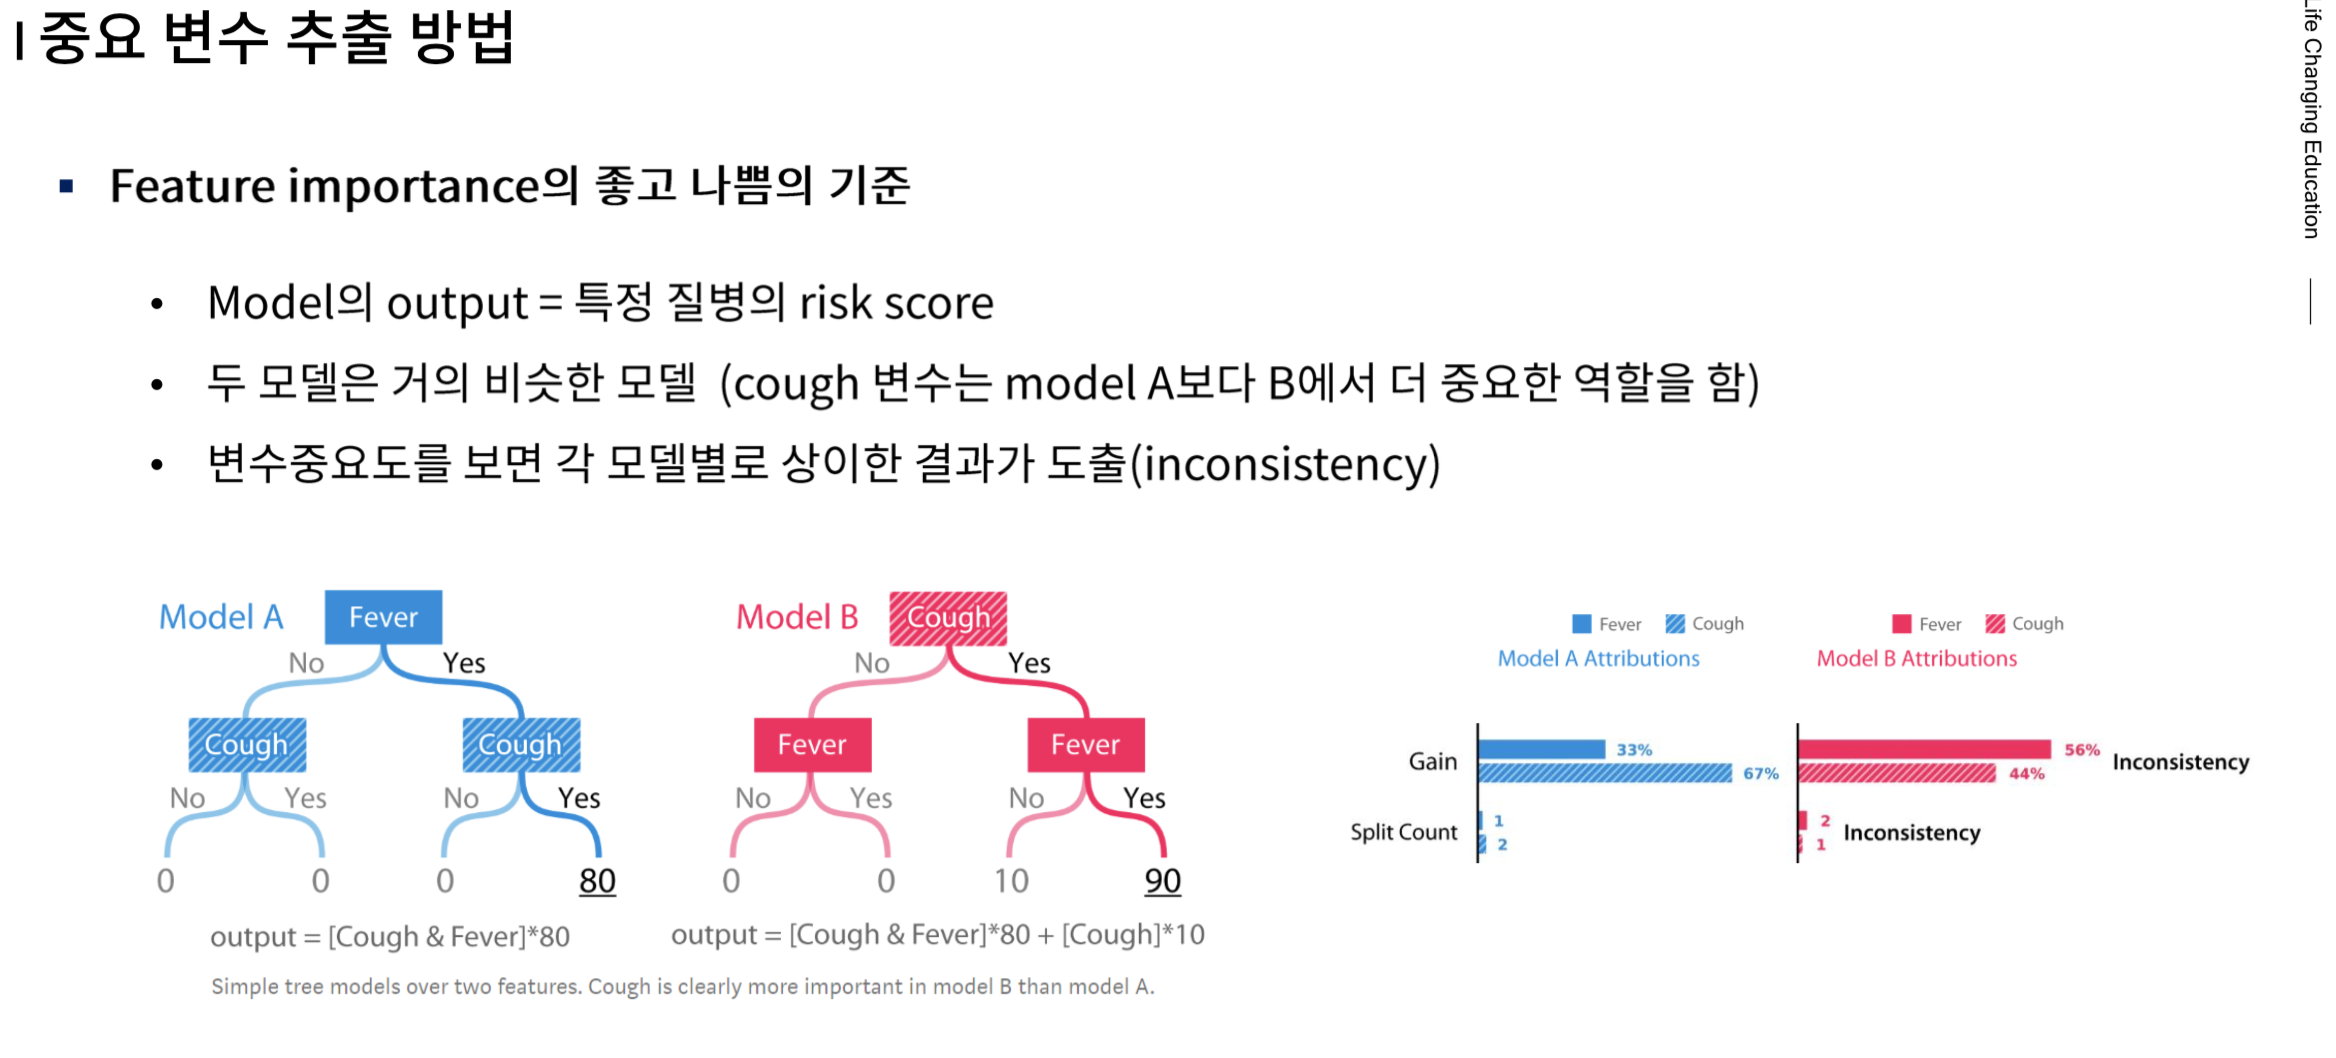 중요 변수 추출 방법
Life Changing Education
Feature importance의 좋고 나쁨의 기준
Model의 output = 특정 질병의 risk score
두 모델은 거의 비슷한 모델 (cough 변수는 model A보다 B에서 더 중요한 역할을 함)
변수중요도를 보면 각 모델별로 상이한 결과가 도출(inconsistency)
Model A
Fever
No
Yes
Cough
Cough
No
Yes
No
Yes
0
0
0
80
output = [Cough & Fever]*80
Model B
Cough
No
Yes
Fever
Fever
No
Yes
No
Yes
0
0
10
90
output = [Cough & Fever]*80 + [Cough]*10
Simple tree models over two features. Cough is clearly more important in model B than model A.
Fever Cough
Model A Attributions
Fever Cough
Model B Attributions
Gain
33%
67%
56%
44%
Inconsistency
Split Count
1
2
2
1
Inconsistency